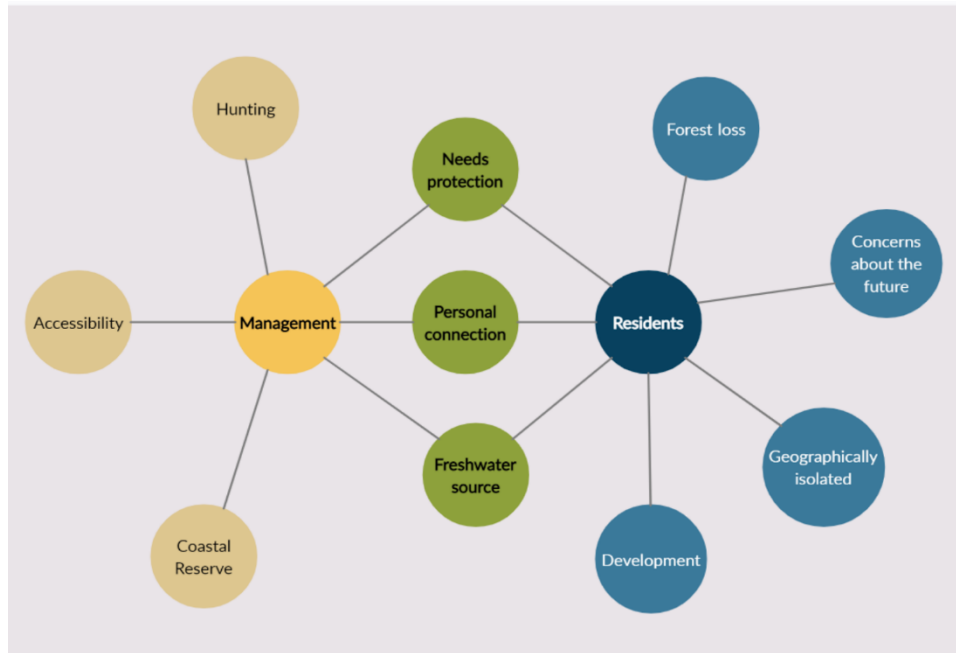 Hunting
Forest loss
Needs
protection
Concerns
about the
future
Accessibility
Management
Personal
connection
Residents
Freshwater
source
Geographically
isolated
Coastal
Reserve
Development